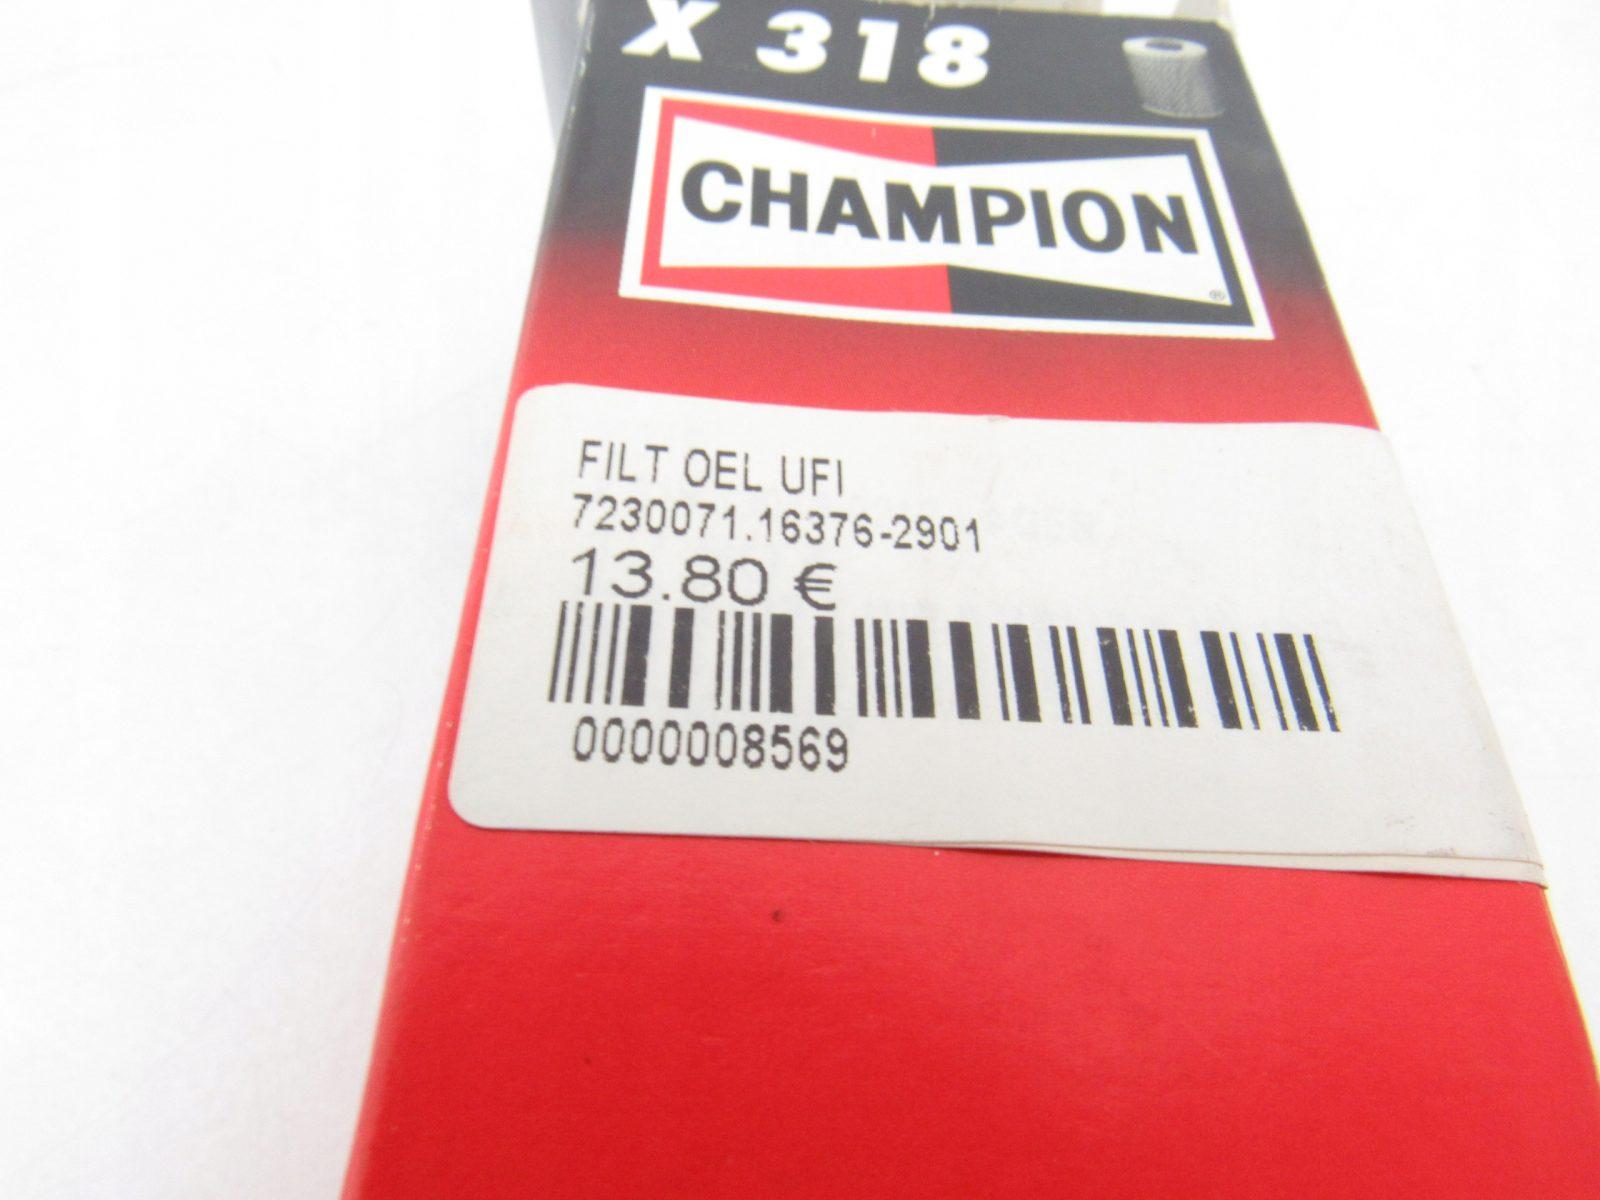 X 318
CHAMPION
®
FILT OEL UFI
7230071.16376-2901
13.80 €
0000008569